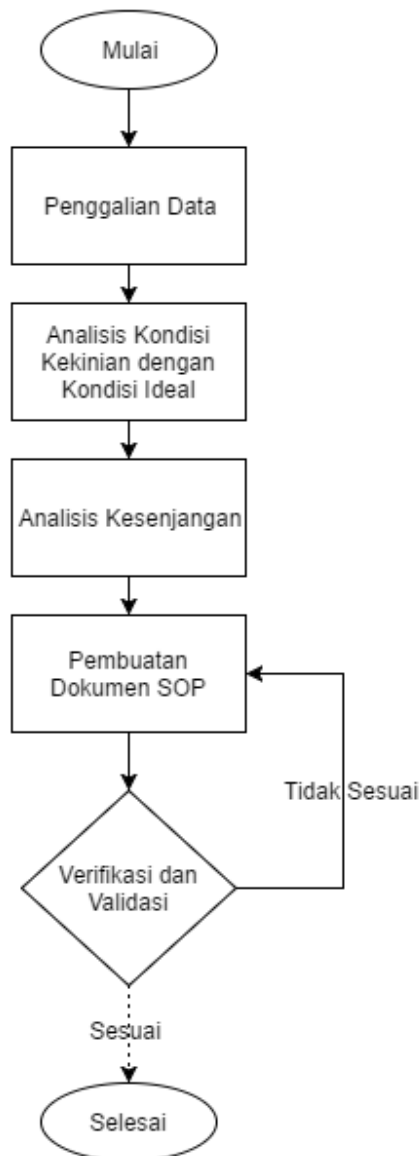 Mulai
Penggalian Data
Analisis Kondisi
Kekinian dengan
Kondisi Ideal
Analisis Kesenjangan
Pembuatan
Dokumen SOP
Tidak Sesuai
Verifikasi dan
Validasi
Sesuai
Selesai